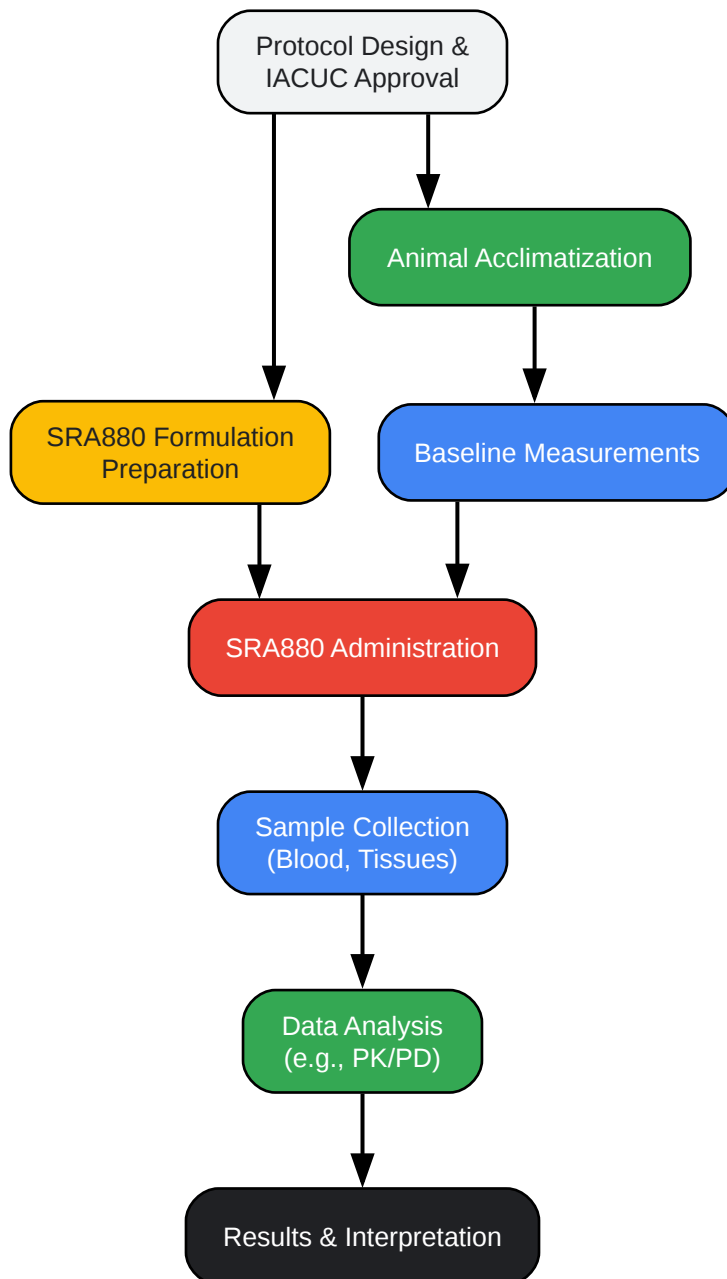 Protocol Design &
IACUC Approval
Animal Acclimatization
SRA880 Formulation
Preparation
Baseline Measurements
SRA880 Administration
Sample Collection
(Blood, Tissues)
Data Analysis
(e.g., PK/PD)
Results & Interpretation